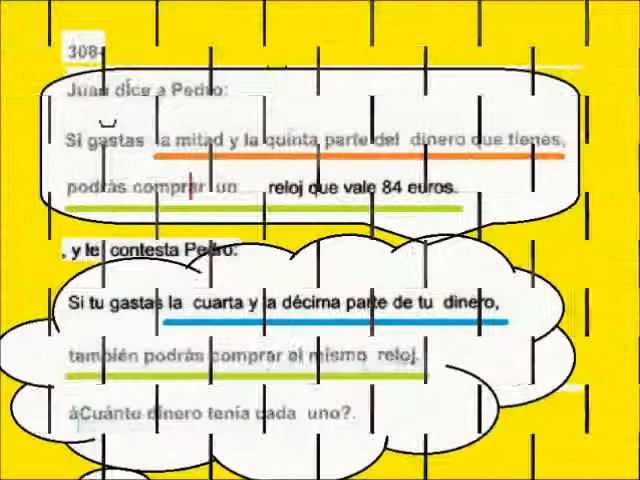 308-
Juan dice a Pedro:
Si gastas la mitad y la quinta parte del dinero que tienes,
podrás comprar un reloj que vale 84 euros.
, y le contesta Pedro:
Si tu gastas la cuarta y la décima parte de tu dinero,
también podrás comprar el mismo reloj.
¿Cuánto dinero tenía cada uno?.